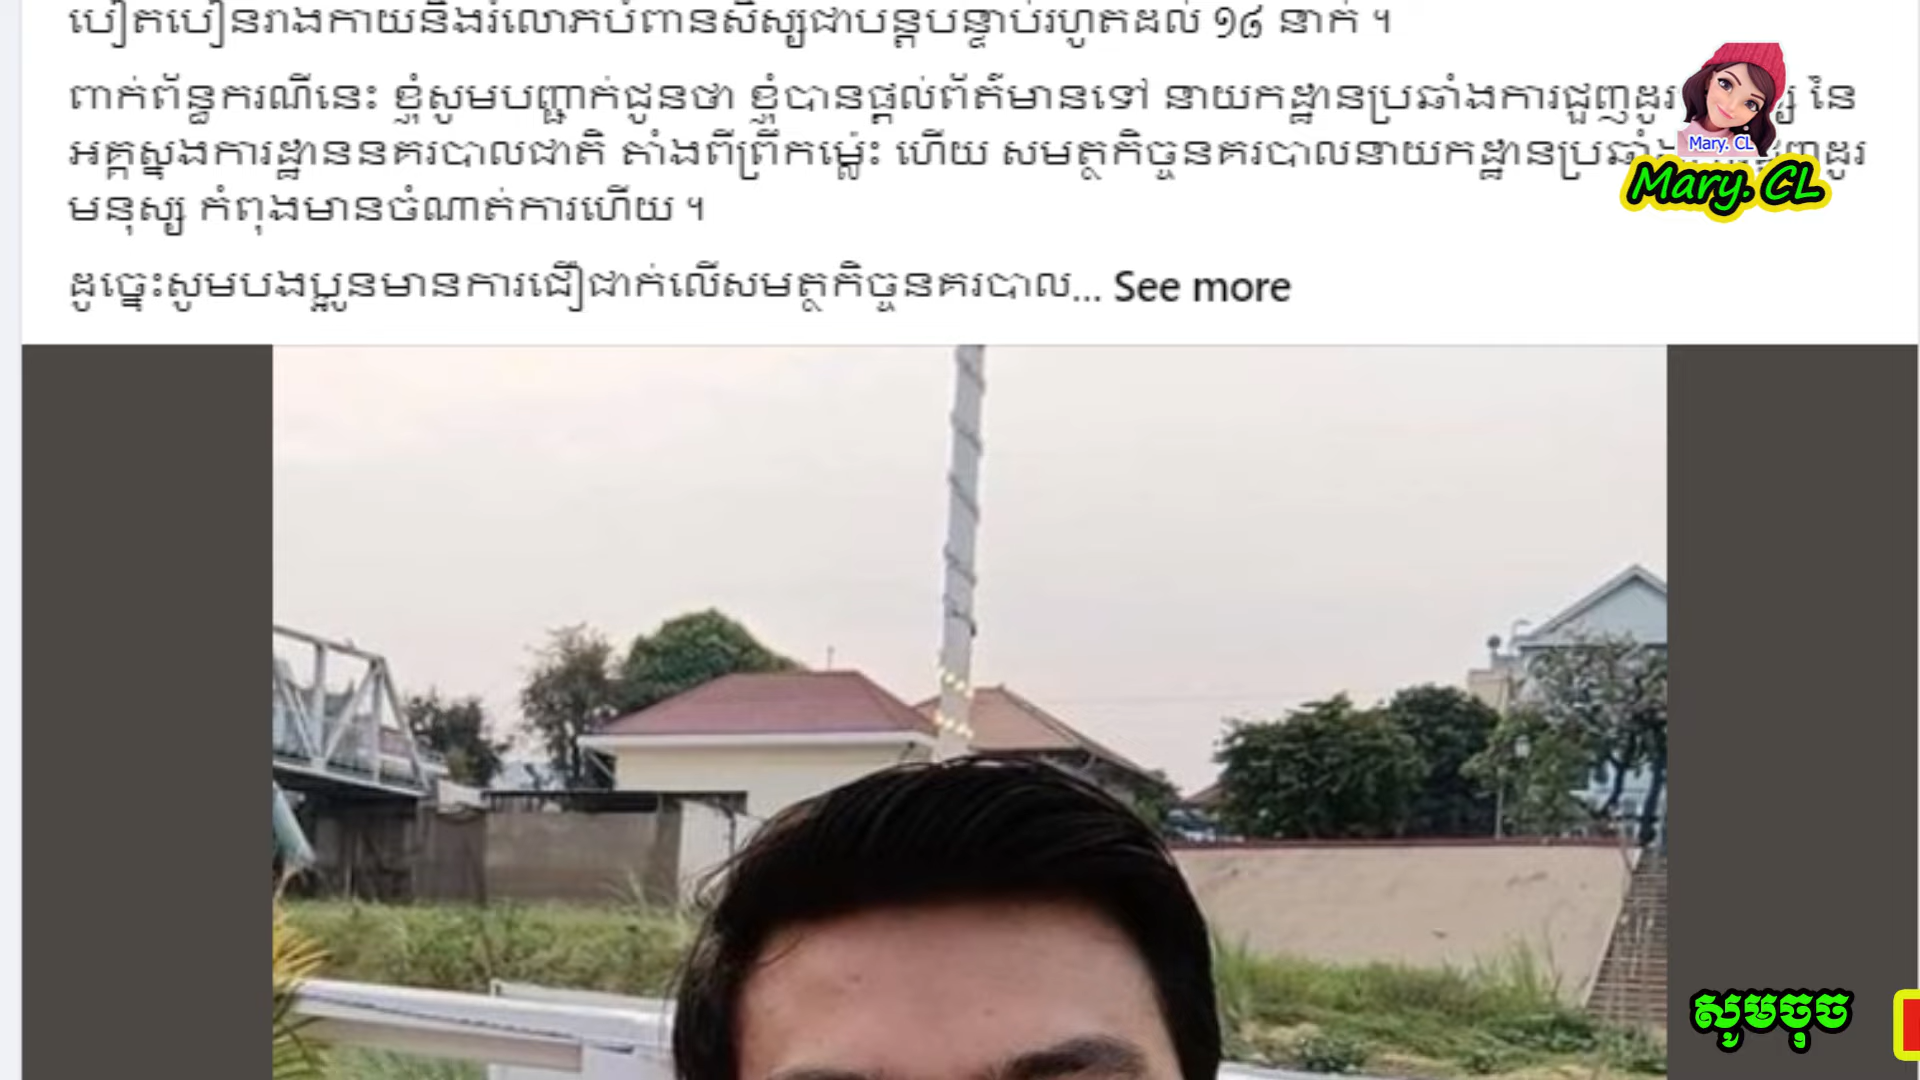 បៀតបៀនរាងកាយនិងរំលោភបំពានសិស្សជាបន្តបន្ទាប់រហូតដល់ ១៨ នាក់ ។
ពាក់ព័ន្ធករណីនេះ ខ្ញុំសូមបញ្ជាក់ជូនថា ខ្ញុំបានផ្តល់ព័ត៌មានទៅ នាយកដ្ឋានប្រឆាំងការជួញដូរ នៃ
អគ្គស្នងការដ្ឋាននគរបាលជាតិ តាំងពីព្រឹកម្ល៉េះ ហើយ សមត្ថកិច្ចនគរបាលនាយកដ្ឋានប្រឆាំង
មនុស្ស កំពុងមានចំណាត់ការហើយ ។
ដូច្នេះសូមបងប្អូនមានការជឿជាក់លើសមត្ថកិច្ចនគរបាល... See more
Mary. CL
Mary. CL
សូមចុច